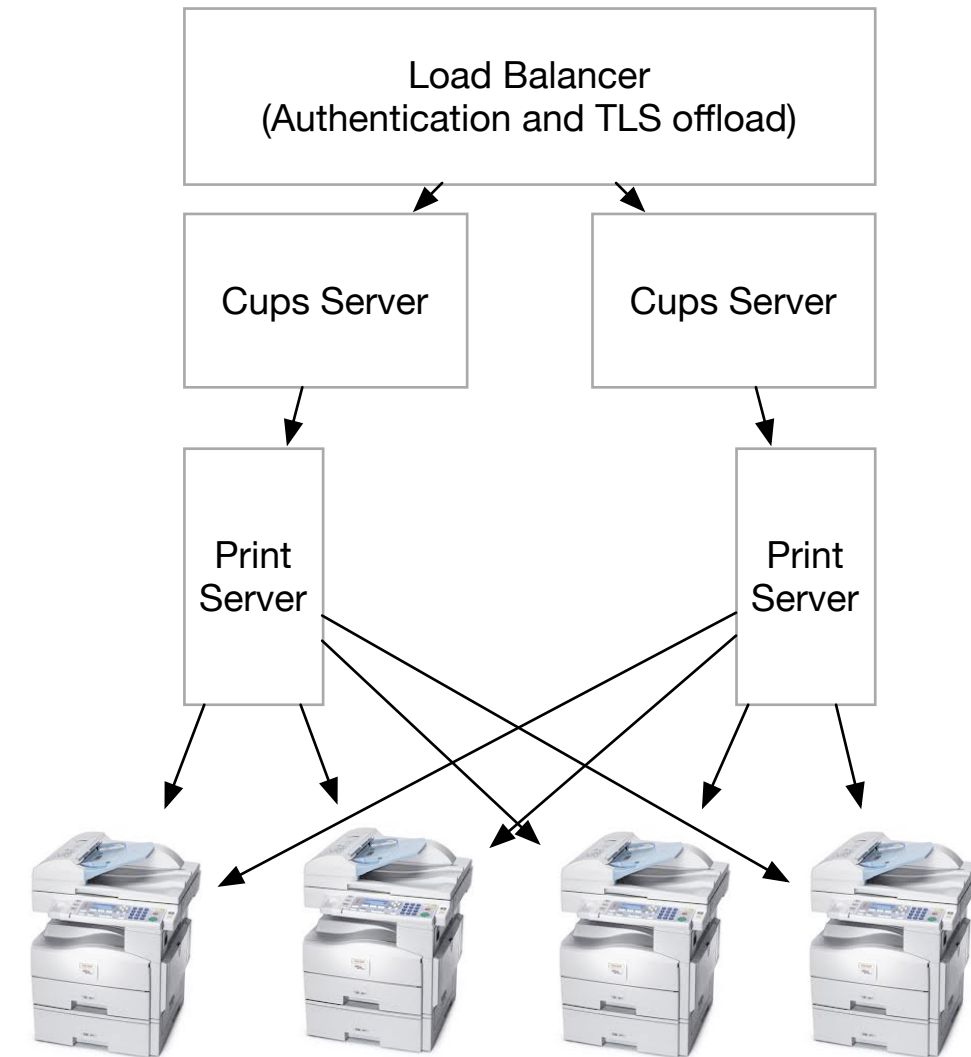 Load Balancer
(Authentication and TLS offload)
Cups Server
Cups Server
Print
Server
Print
Server